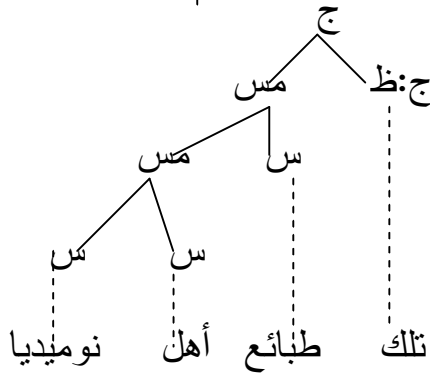 ج
مس ج:ظ
س مس
س س
تلك طبائع أهل نوميديا